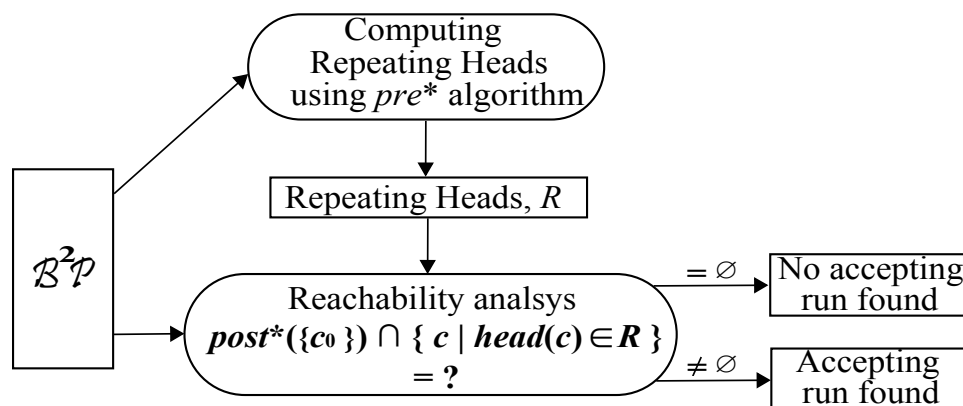 Computing
Repeating Heads
using pre* algorithm
Repeating Heads, R
ℬ²𝒫
Reachability analsys
post*({c₀ }) ∩ { c | head(c) ∈ R }
= ?
= ∅
No accepting
run found
≠ ∅
Accepting
run found